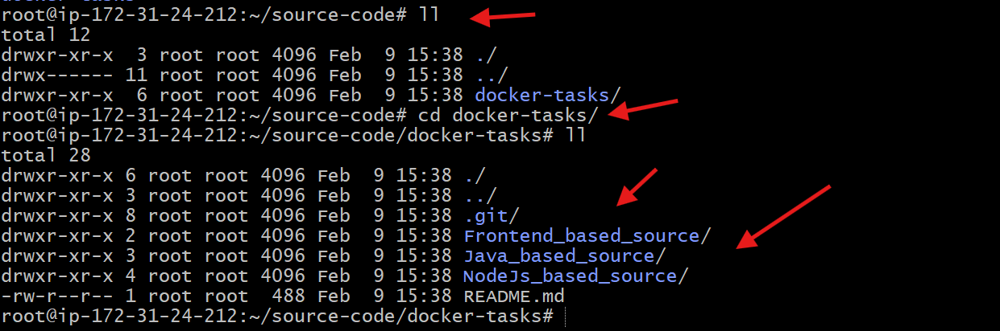 root@ip-172-31-24-212:~/source-code# ll
total 12
drwxr-xr-x  3 root root 4096 Feb  9 15:38 ./
drwx------ 11 root root 4096 Feb  9 15:38 ../
drwxr-xr-x  6 root root 4096 Feb  9 15:38 docker-tasks/
root@ip-172-31-24-212:~/source-code# cd docker-tasks/
root@ip-172-31-24-212:~/source-code/docker-tasks# ll
total 28
drwxr-xr-x 6 root root 4096 Feb  9 15:38 ./
drwxr-xr-x 3 root root 4096 Feb  9 15:38 ../
drwxr-xr-x 8 root root 4096 Feb  9 15:38 .git/
drwxr-xr-x 2 root root 4096 Feb  9 15:38 Frontend_based_source/
drwxr-xr-x 3 root root 4096 Feb  9 15:38 Java_based_source/
drwxr-xr-x 4 root root 4096 Feb  9 15:38 NodeJs_based_source/
-rw-r--r-- 1 root root  488 Feb  9 15:38 README.md
root@ip-172-31-24-212:~/source-code/docker-tasks#